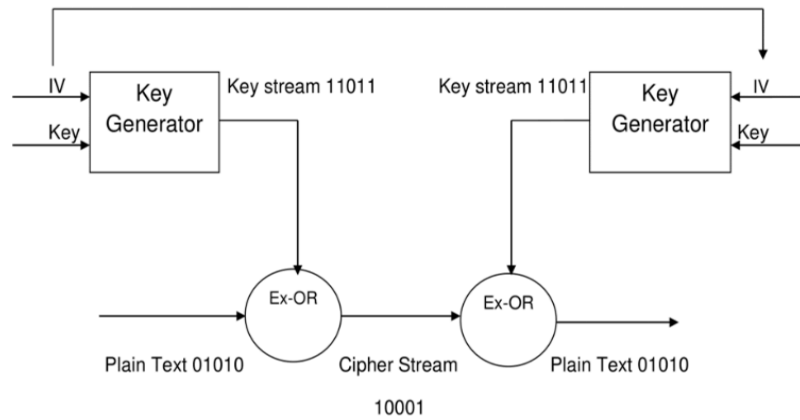 IV
Key
Key
Generator
Key stream 11011
Key stream 11011
Key
Generator
IV
Key
Ex-OR
Ex-OR
Plain Text 01010
Cipher Stream
10001
Plain Text 01010